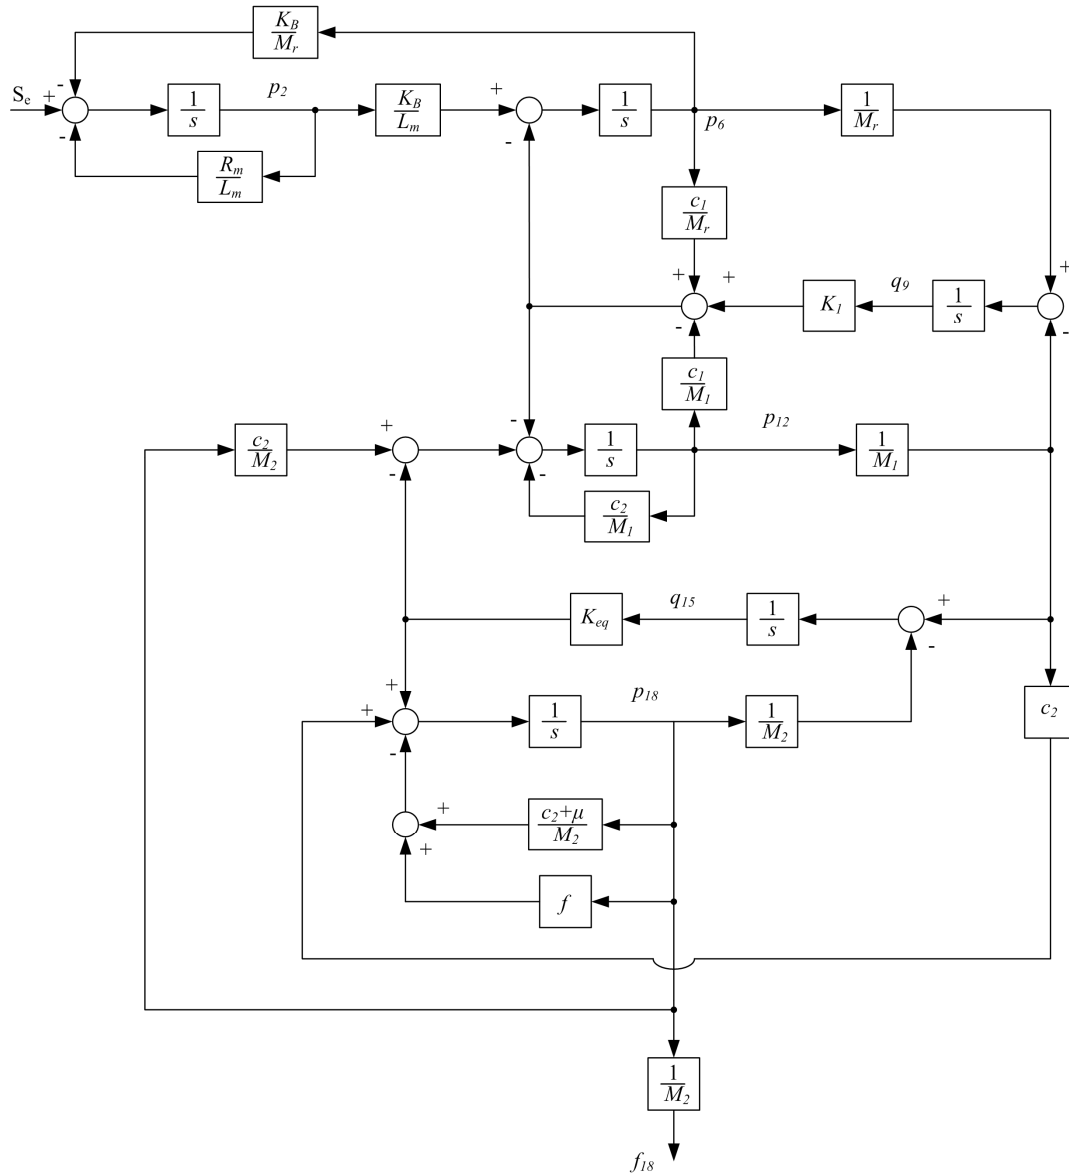 K_B
M_r
S_e + - -
1
s
p_2
K_B
L_m
+ -
1
s
p_6
1
M_r
R_m
L_m
c_1
M_r
+ + -
K_1
q_9
1
s
+ -
c_1
M_1
c_2
M_2
+ -
- -
1
s
p_12
1
M_1
c_2
M_1
K_eq
q_15
1
s
+ -
+ + -
1
s
p_18
1
M_2
c_2
+ +
c_2+μ
M_2
f
1
M_2
f_18